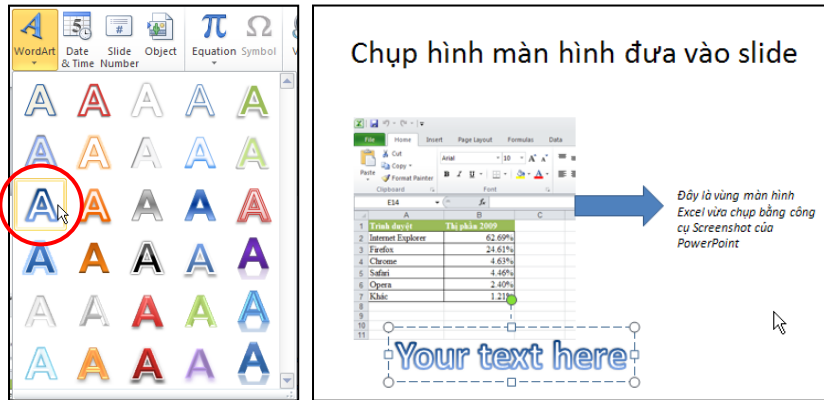 WordArt
Date & Time
Slide Number
Object
Equation
Symbol
Chụp hình màn hình đưa vào slide
File Home Insert Page Layout Formulas Data
Paste
Cut
Copy
Format Painter
Clipboard
Arial 10 A A
B I U A
Font
E14 fx
A B C
1 Trình duyệt Thị phần 2009
2 Internet Explorer 62.69%
3 Firefox 24.61%
4 Chrome 4.63%
5 Safari 4.46%
6 Opera 2.40%
7 Khác 1.21%
8
9
10
11
Đây là vùng màn hình
Excel vừa chụp bằng công
cụ Screenshot của
PowerPoint
Your text here